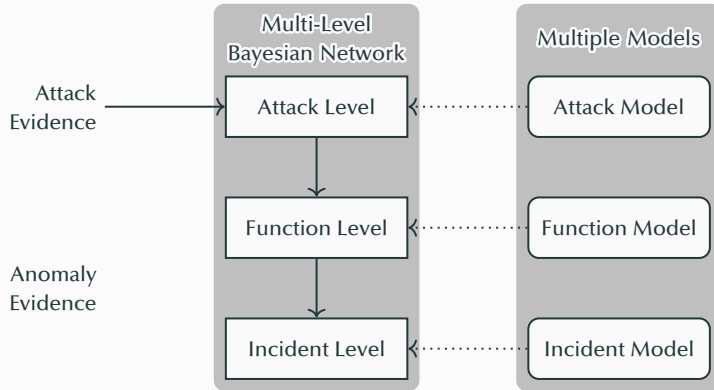 Multi-Level
Bayesian Network
Multiple Models
Attack
Evidence
Attack Level
Attack Model
Function Level
Function Model
Anomaly
Evidence
Incident Level
Incident Model